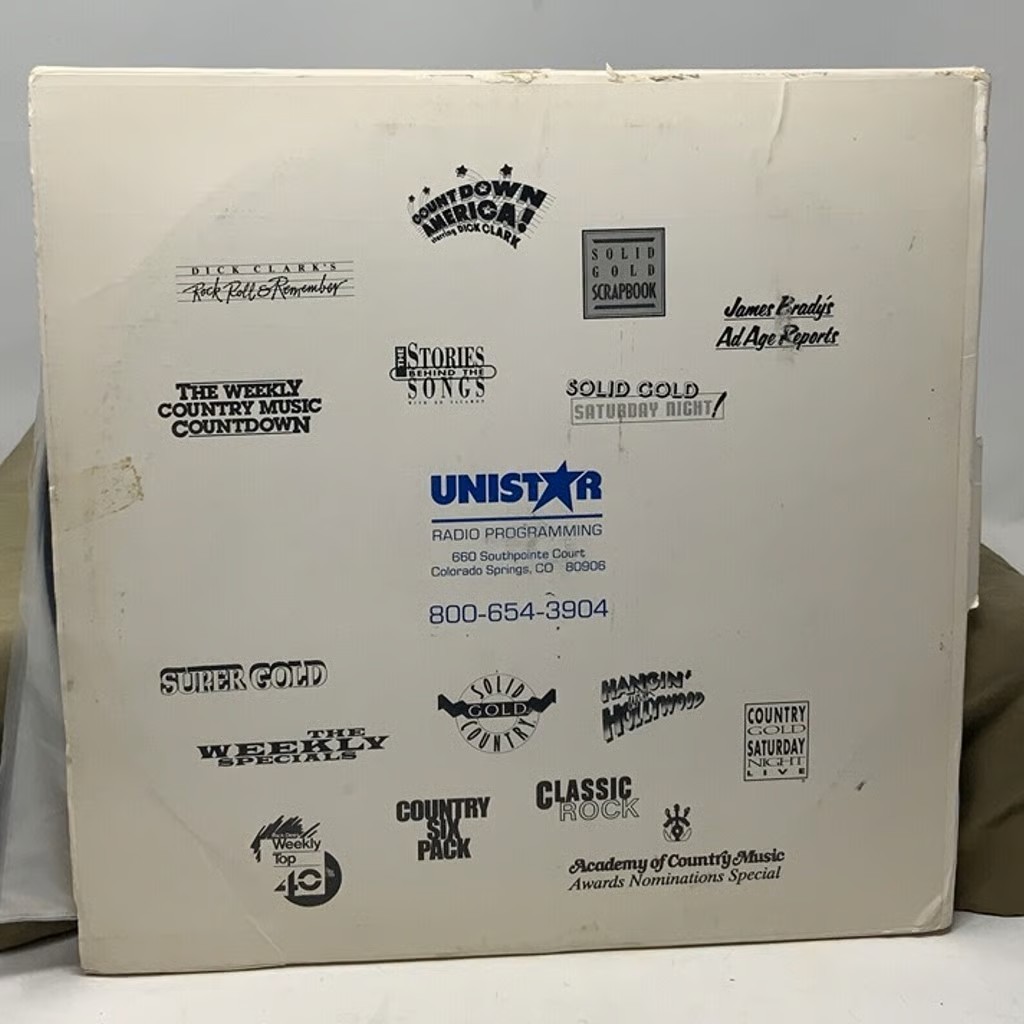 COUNTDOWN
AMERICA!
starring DICK CLARK
SOLID
GOLD
SCRAPBOOK
DICK CLARK'S
Rock Roll & Remember
James Brady's
Ad Age Reports
THE
STORIES
BEHIND THE
SONGS
THE WEEKLY
COUNTRY MUSIC
COUNTDOWN
SOLID GOLD
SATURDAY NIGHT!
UNISTAR
RADIO PROGRAMMING
660 Southpointe Court
Colorado Springs, CO 80906
800-654-3904
SUPER GOLD
SOLID
GOLD
COUNTRY
HANGIN'
HOLLYWOOD
COUNTRY
GOLD
SATURDAY
NIGHT
LIVE
THE
WEEKLY
SPECIALS
COUNTRY
SIX
PACK
CLASSIC
ROCK
Weekly
Top
40
Academy of Country Music
Awards Nominations Special